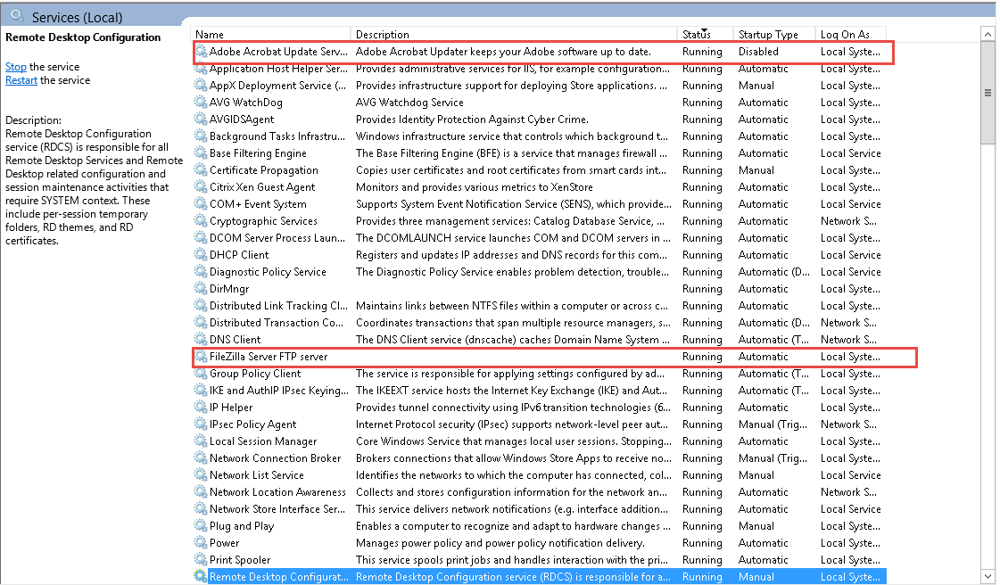 Services (Local)
Remote Desktop Configuration
Stop the service
Restart the service
Description:
Remote Desktop Configuration
service (RDCS) is responsible for all
Remote Desktop Services and Remote
Desktop related configuration and
session maintenance activities that
require SYSTEM context. These
include per-session temporary
folders, RD themes, and RD
certificates.
Name Description Status Startup Type Log On As
Adobe Acrobat Update Serv... Adobe Acrobat Updater keeps your Adobe software up to date. Running Disabled Local Syste...
Application Host Helper Ser... Provides administrative services for IIS, for example configuration... Running Automatic Local Syste...
AppX Deployment Service (... Provides infrastructure support for deploying Store applications. ... Running Manual Local Syste...
AVG WatchDog AVG Watchdog Service Running Automatic Local Syste...
AVGIDSAgent Provides Identity Protection Against Cyber Crime. Running Automatic Local Syste...
Background Tasks Infrastru... Windows infrastructure service that controls which background t... Running Automatic Local Syste...
Base Filtering Engine The Base Filtering Engine (BFE) is a service that manages firewall ... Running Automatic Local Service
Certificate Propagation Copies user certificates and root certificates from smart cards int... Running Manual Local Syste...
Citrix Xen Guest Agent Monitors and provides various metrics to XenStore Running Automatic Local Syste...
COM+ Event System Supports System Event Notification Service (SENS), which provide... Running Automatic Local Service
Cryptographic Services Provides three management services: Catalog Database Service, ... Running Automatic Network S...
DCOM Server Process Laun... The DCOMLAUNCH service launches COM and DCOM servers in ... Running Automatic Local Syste...
DHCP Client Registers and updates IP addresses and DNS records for this com... Running Automatic Local Service
Diagnostic Policy Service The Diagnostic Policy Service enables problem detection, trouble... Running Automatic (D... Local Service
DirMngr Running Automatic Local Syste...
Distributed Link Tracking Cl... Maintains links between NTFS files within a computer or across c... Running Automatic Local Syste...
Distributed Transaction Co... Coordinates transactions that span multiple resource managers, s... Running Automatic (D... Network S...
DNS Client The DNS Client service (dnscache) caches Domain Name System ... Running Automatic (T... Network S...
FileZilla Server FTP server Running Automatic Local Syste...
Group Policy Client The service is responsible for applying settings configured by ad... Running Automatic (T... Local Syste...
IKE and AuthIP IPsec Keying... The IKEEXT service hosts the Internet Key Exchange (IKE) and Aut... Running Automatic (T... Local Syste...
IP Helper Provides tunnel connectivity using IPv6 transition technologies (6... Running Automatic Local Syste...
IPsec Policy Agent Internet Protocol security (IPsec) supports network-level peer aut... Running Manual (Trig... Network S...
Local Session Manager Core Windows Service that manages local user sessions. Stopping... Running Automatic Local Syste...
Network Connection Broker Brokers connections that allow Windows Store Apps to receive no... Running Manual (Trig... Local Syste...
Network List Service Identifies the networks to which the computer has connected, col... Running Manual Local Service
Network Location Awareness Collects and stores configuration information for the network an... Running Automatic Network S...
Network Store Interface Ser... This service delivers network notifications (e.g. interface addition... Running Automatic Local Service
Plug and Play Enables a computer to recognize and adapt to hardware changes ... Running Manual Local Syste...
Power Manages power policy and power policy notification delivery. Running Automatic Local Syste...
Print Spooler This service spools print jobs and handles interaction with the pri... Running Automatic Local Syste...
Remote Desktop Configurat... Remote Desktop Configuration service (RDCS) is responsible for a... Running Manual Local Syste...